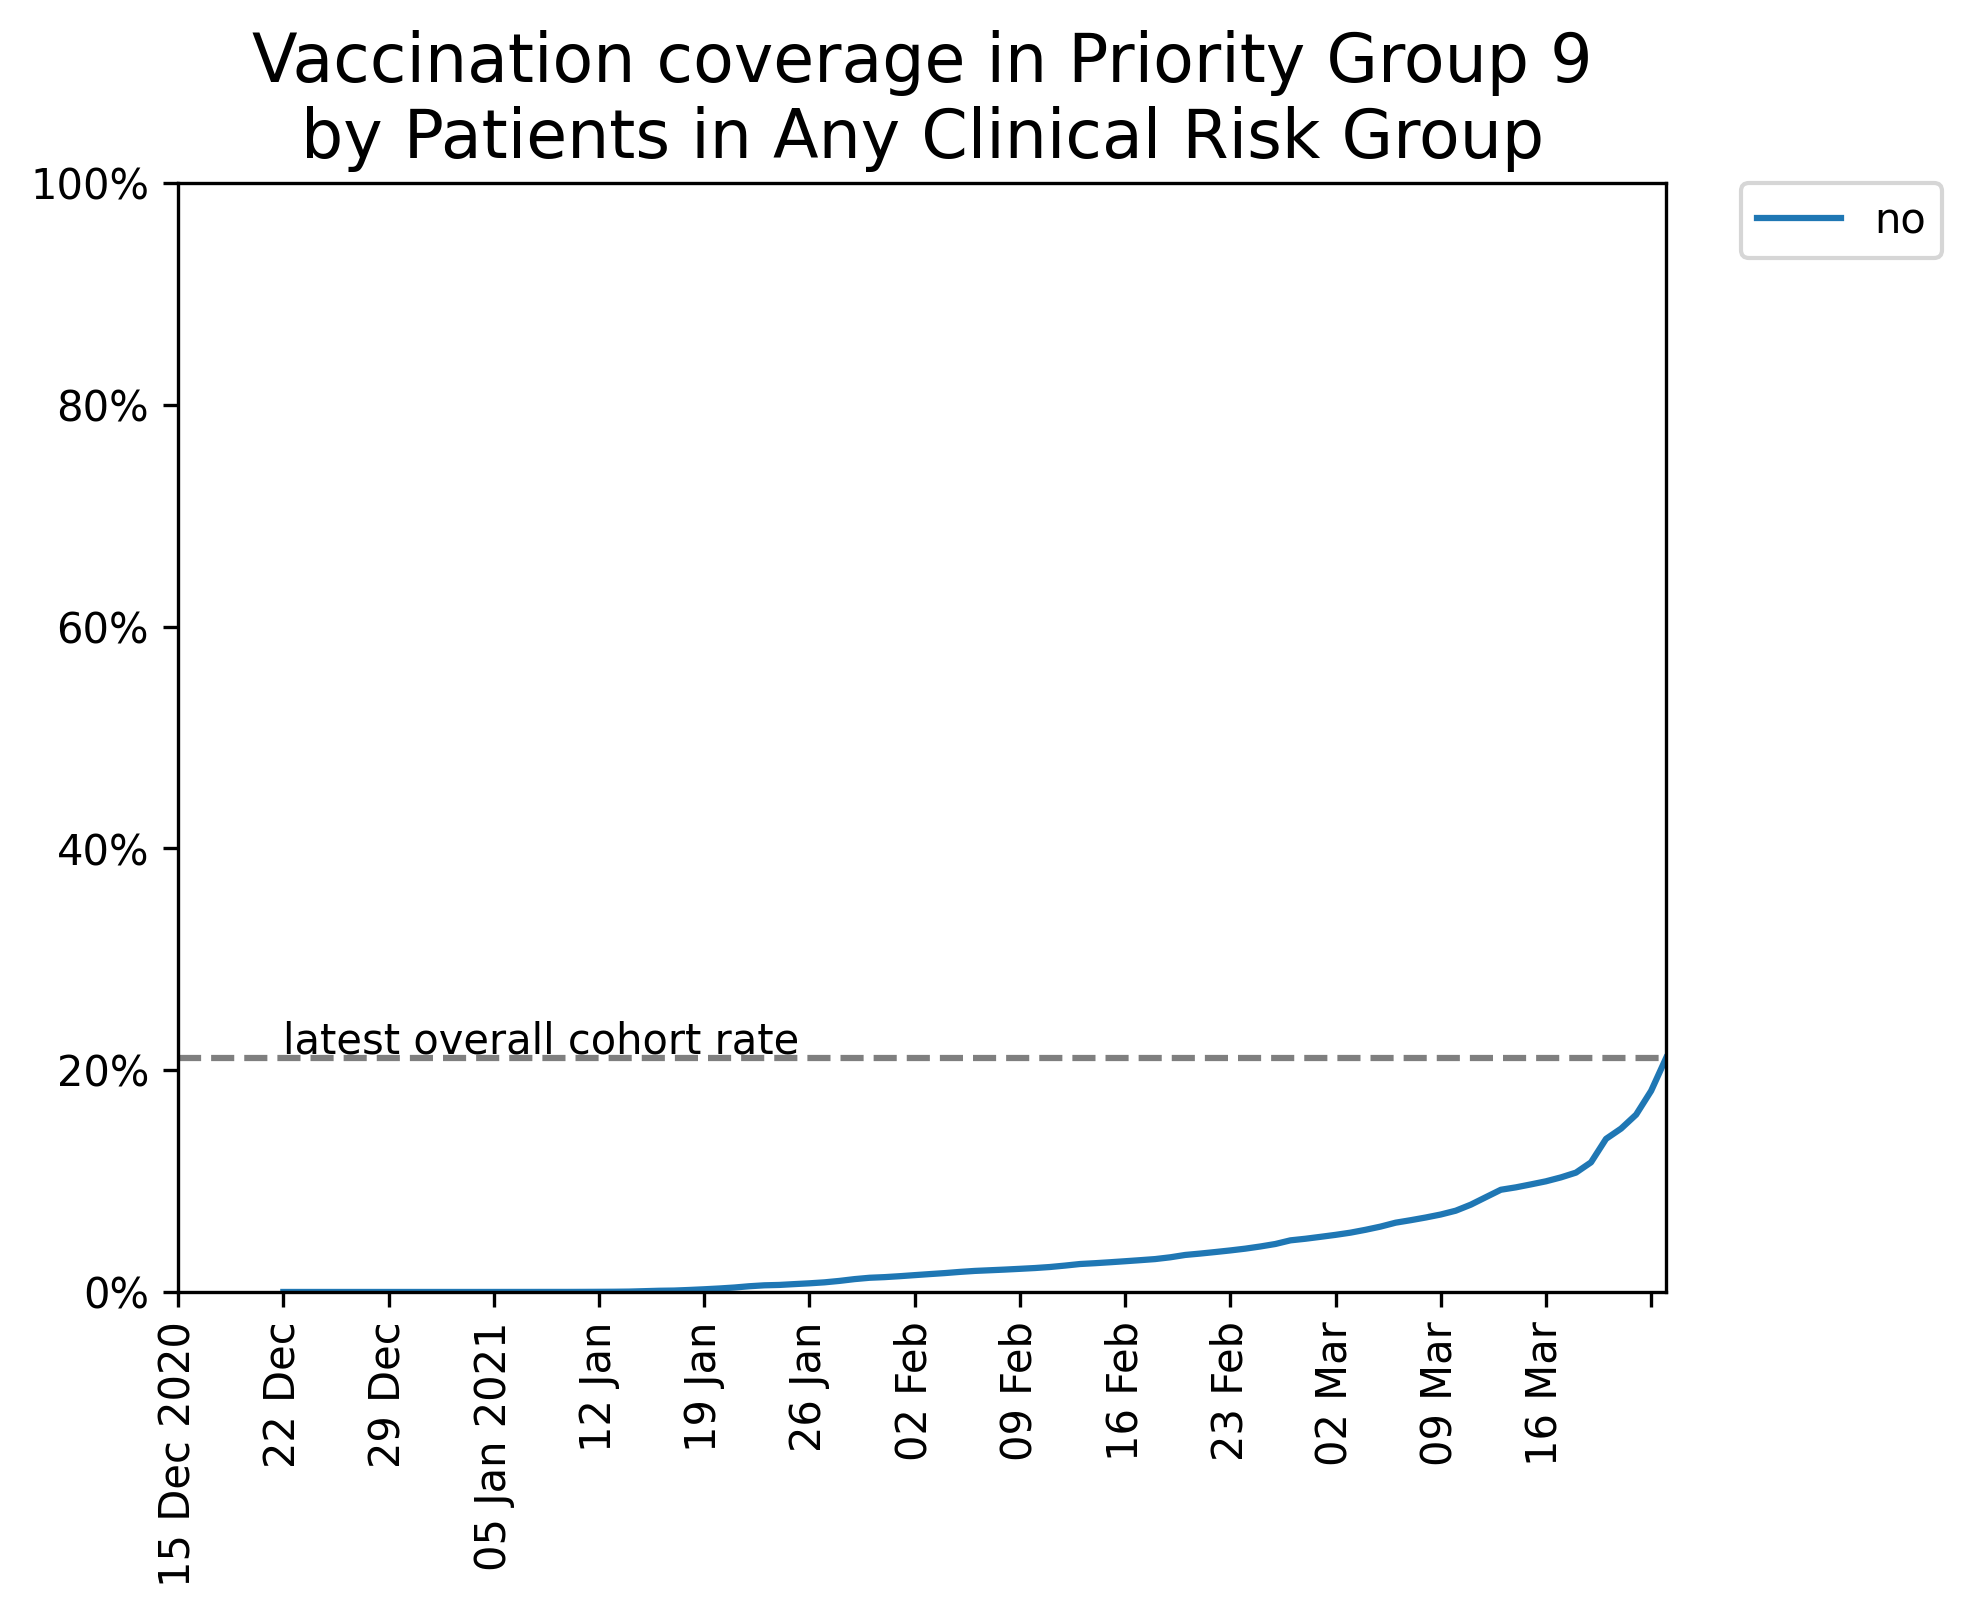 Vaccination coverage in Priority Group 9
by Patients in Any Clinical Risk Group
100%
80%
60%
40%
20%
0%
no
latest overall cohort rate
15 Dec 2020
22 Dec
29 Dec
05 Jan 2021
12 Jan
19 Jan
26 Jan
02 Feb
09 Feb
16 Feb
23 Feb
02 Mar
09 Mar
16 Mar